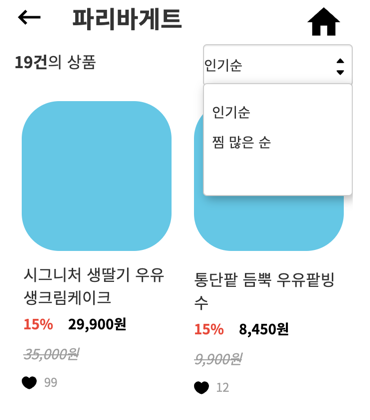 파리바게트
19건의 상품
인기순
인기순
찜 많은 순
시그니처 생딸기 우유
생크림케이크
15% 29,900원
35,000원
99
통단팥 듬뿍 우유팥빙
수
15% 8,450원
9,900원
12